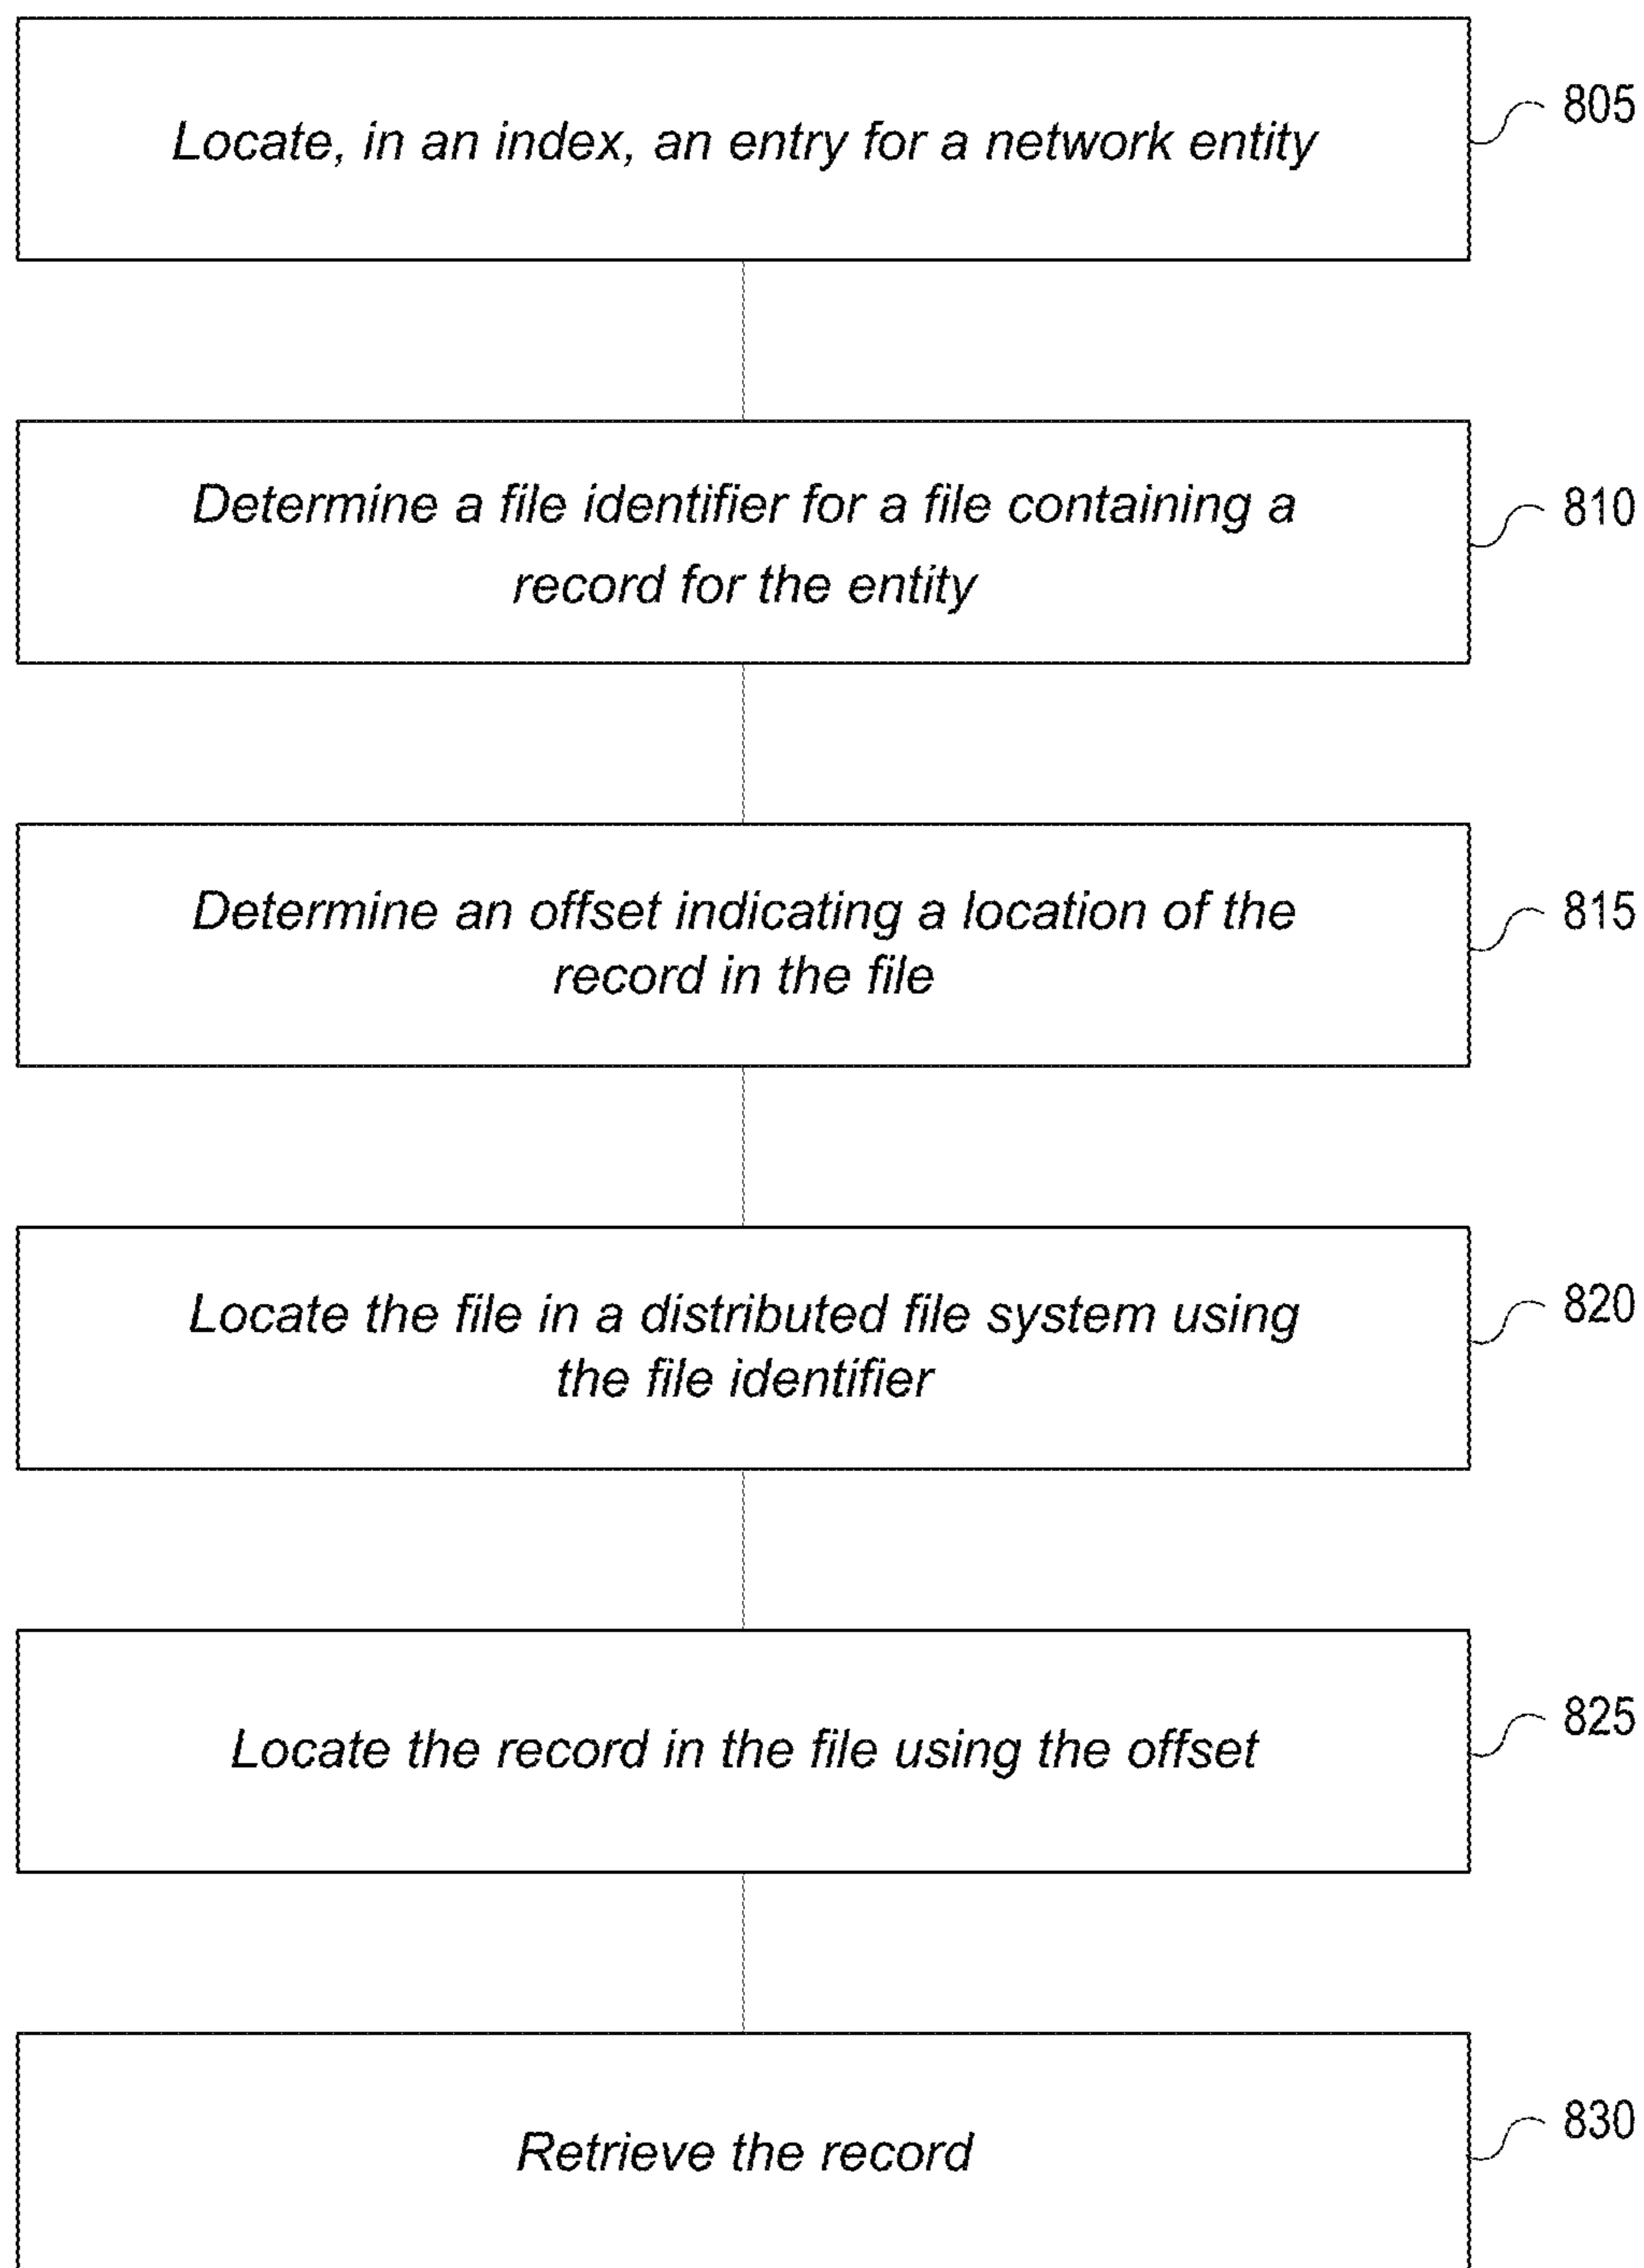 Locate, in an index, an entry for a network entity
805
Determine a file identifier for a file containing a
record for the entity
810
Determine an offset indicating a location of the
record in the file
815
Locate the file in a distributed file system using
the file identifier
820
Locate the record in the file using the offset
825
Retrieve the record
830